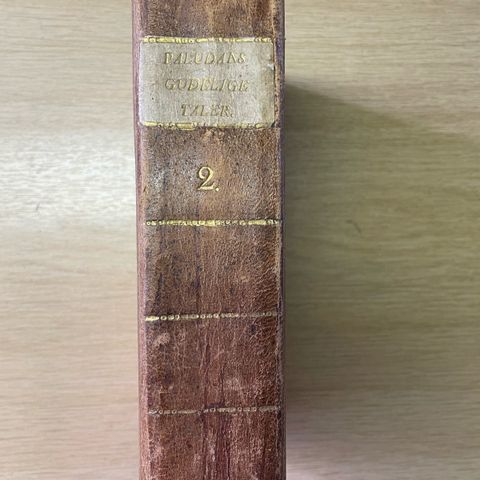 PALUDANS
GUDELIGE
TALER.
2.